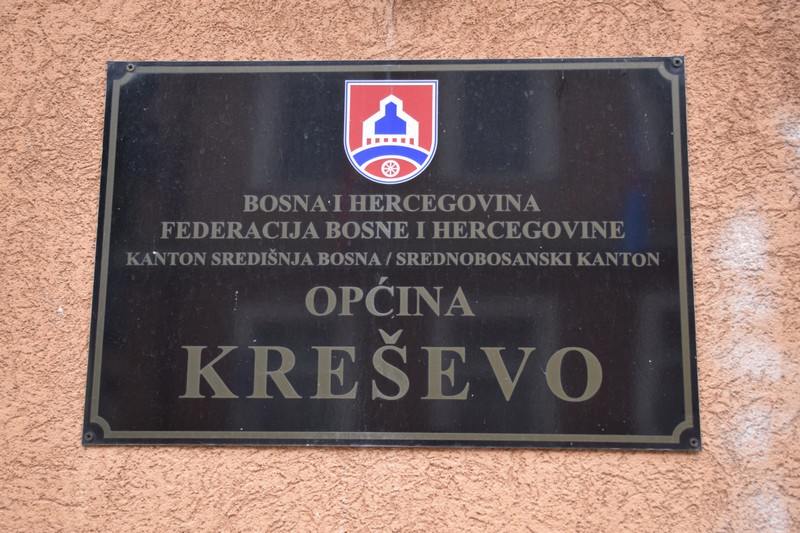 BOSNA I HERCEGOVINA
FEDERACIJA BOSNE I HERCEGOVINE
KANTON SREDIŠNJA BOSNA / SREDNOBOSANSKI KANTON
OPĆINA
KREŠEVO